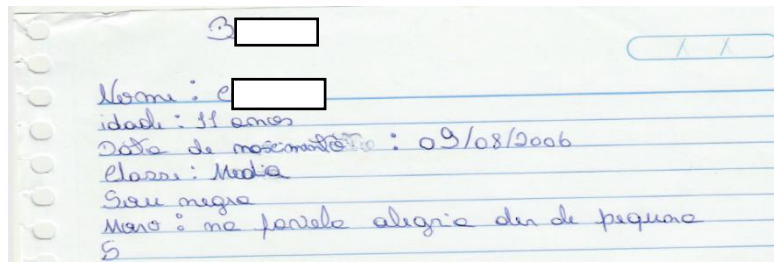 3
Nome: C
idade: 11 anos
Data de nascimento: 09/08/2006
Classe: Media
Sou negra
Moro: na favela alegria des de pequena
S